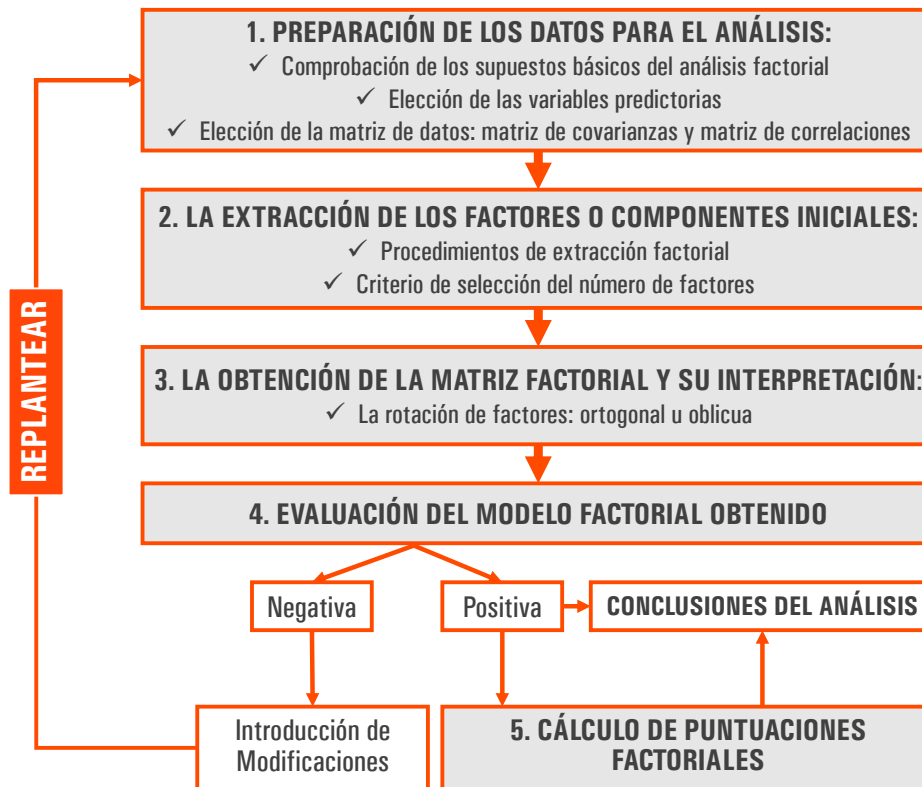 1. PREPARACIÓN DE LOS DATOS PARA EL ANÁLISIS:
✓ Comprobación de los supuestos básicos del análisis factorial
✓ Elección de las variables predictorias
✓ Elección de la matriz de datos: matriz de covarianzas y matriz de correlaciones
2. LA EXTRACCIÓN DE LOS FACTORES O COMPONENTES INICIALES:
✓ Procedimientos de extracción factorial
✓ Criterio de selección del número de factores
3. LA OBTENCIÓN DE LA MATRIZ FACTORIAL Y SU INTERPRETACIÓN:
✓ La rotación de factores: ortogonal u oblicua
REPLANTEAR
4. EVALUACIÓN DEL MODELO FACTORIAL OBTENIDO
Negativa
Positiva
CONCLUSIONES DEL ANÁLISIS
Introducción de
Modificaciones
5. CÁLCULO DE PUNTUACIONES
FACTORIALES